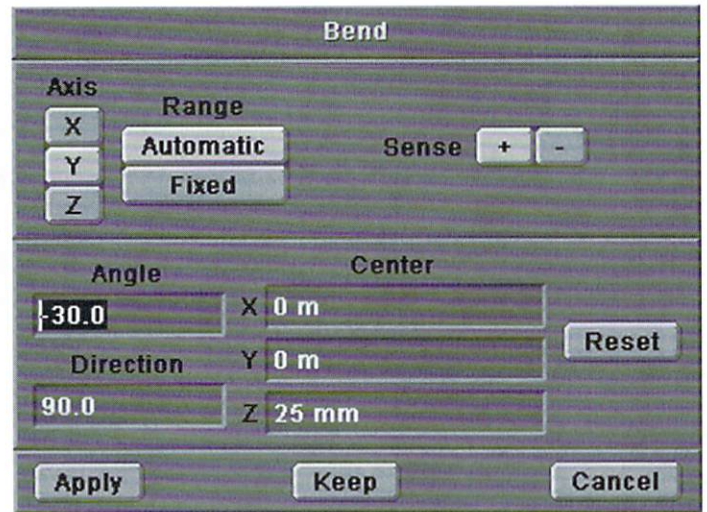 Bend
Axis
X
Y
Z
Range
Automatic
Fixed
Sense + -
Angle
-30.0
Direction
90.0
Center
X 0 m
Y 0 m
Z 25 mm
Reset
Apply Keep Cancel